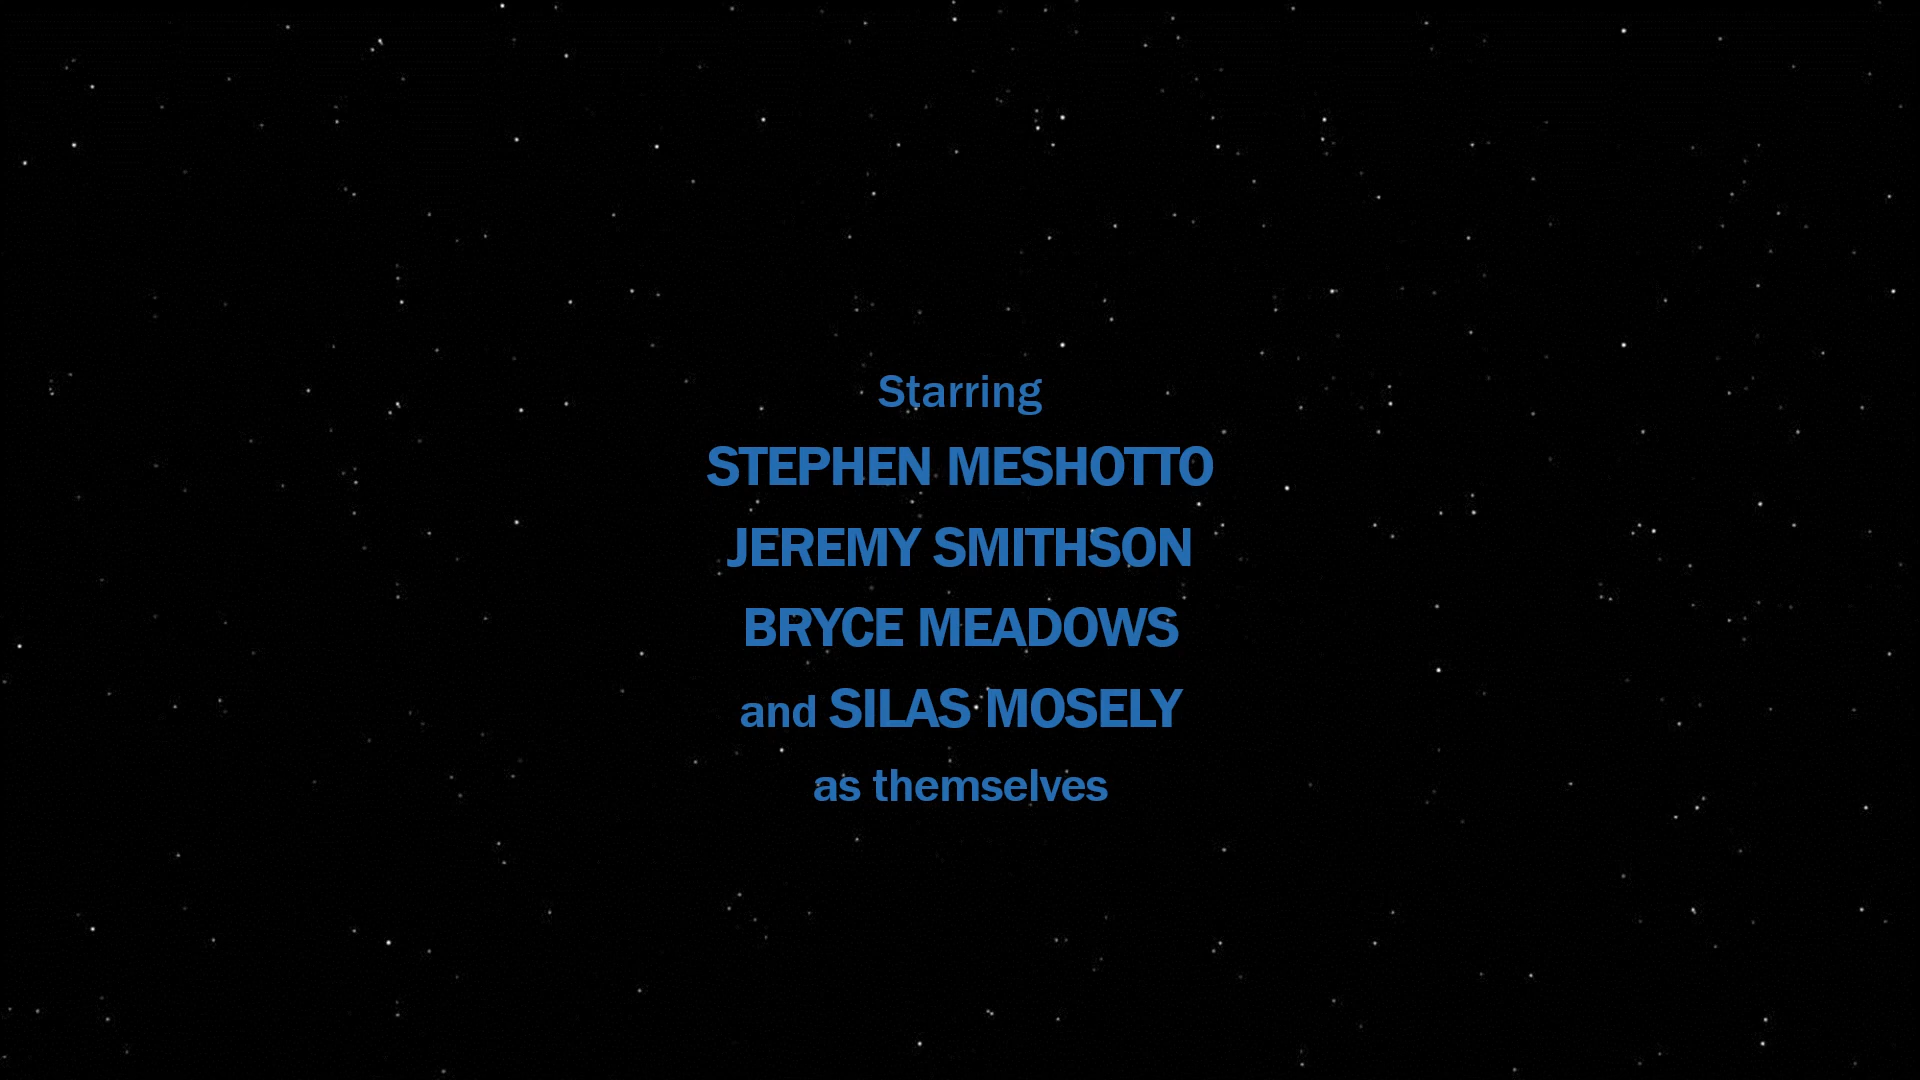 Starring
STEPHEN MESHOTTO
JEREMY SMITHSON
BRYCE MEADOWS
and SILAS MOSELY
as themselves